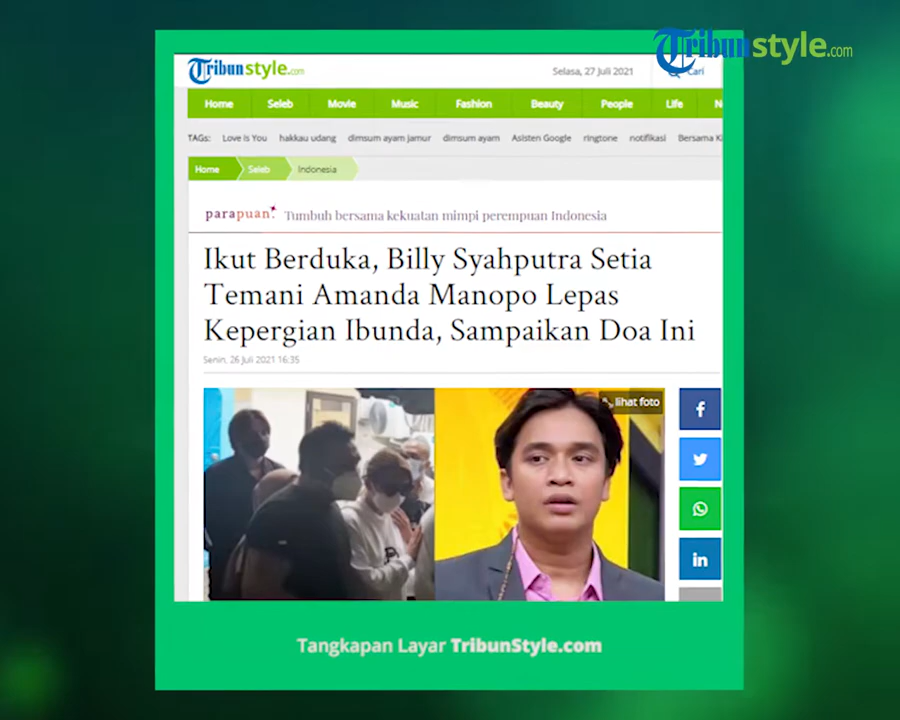 Tribunstyle.com
Tribunstyle.com
Selasa, 27 Juli 2021
Cari
Home Seleb Movie Music Fashion Beauty People Life N
TAGs: Love is You hakkau udang dimsum ayam jamur dimsum ayam Asisten Google ringtone notifikasi Bersama Ki
Home Seleb Indonesia
parapuan. Tumbuh bersama kekuatan mimpi perempuan Indonesia
Ikut Berduka, Billy Syahputra Setia
Temani Amanda Manopo Lepas
Kepergian Ibunda, Sampaikan Doa Ini
Senin, 26 Juli 2021 16:35
lihat foto
Tangkapan Layar TribunStyle.com